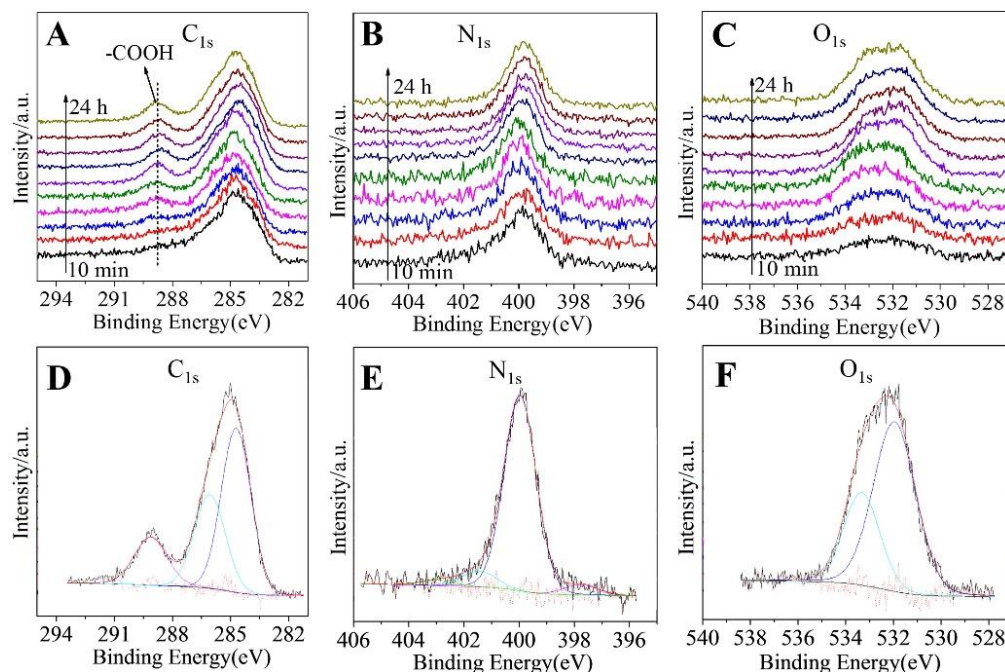 A
C1s
-COOH
24 h
10 min
Intensity/a.u.
294 291 288 285 282
Binding Energy(eV)
B
N1s
24 h
10 min
Intensity/a.u.
406 404 402 400 398 396
Binding Energy(eV)
C
O1s
24 h
10 min
Intensity/a.u.
540 538 536 534 532 530 528
Binding Energy(eV)
D
C1s
Intensity/a.u.
294 291 288 285 282
Binding Energy(eV)
E
N1s
Intensity/a.u.
406 404 402 400 398 396
Binding Energy(eV)
F
O1s
Intensity/a.u.
540 538 536 534 532 530 528
Binding Energy(eV)